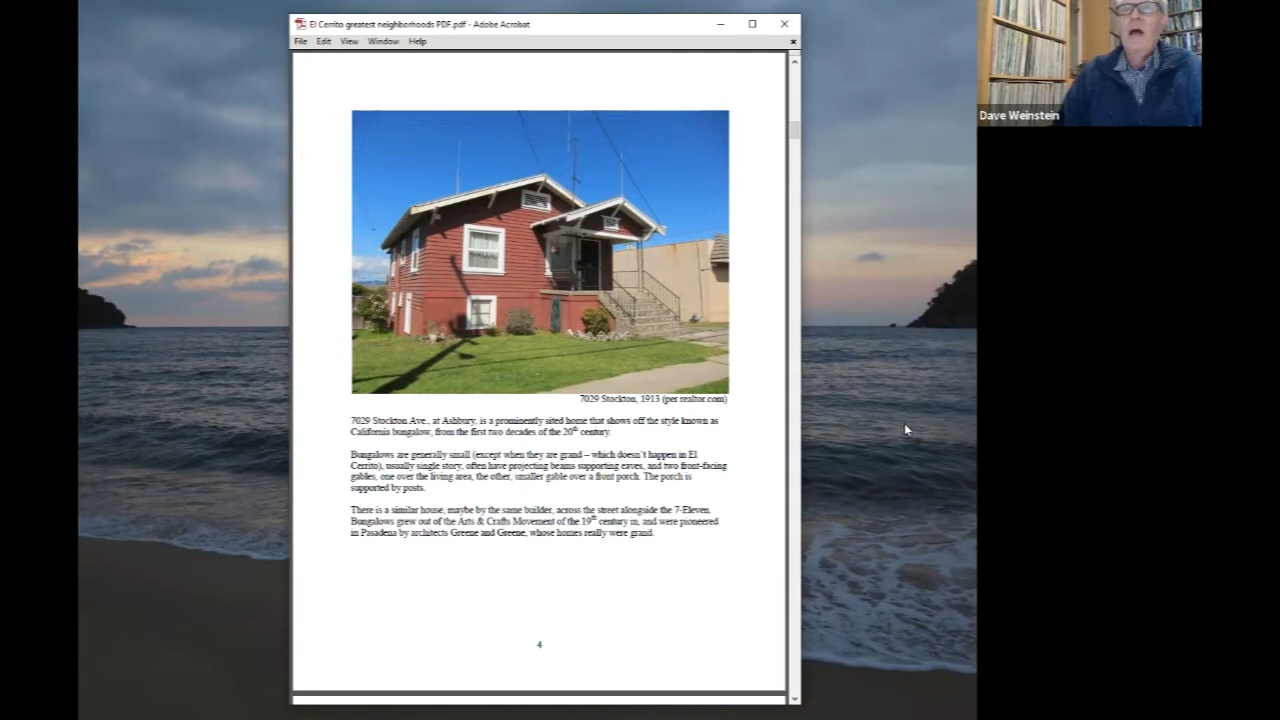 El Cerrito greatest neighborhoods PDF.pdf - Adobe Acrobat
File Edit View Window Help
Dave Weinstein
7029 Stockton, 1913 (per realtor.com)
7029 Stockton Ave., at Ashbury, is a prominently sited home that shows off the style known as
California bungalow, from the first two decades of the 20th century.
Bungalows are generally small (except when they are grand – which doesn't happen in El
Cerrito), usually single story, often have projecting beams supporting eaves, and two front-facing
gables, one over the living area, the other, smaller gable over a front porch. The porch is
supported by posts.
There is a similar house, maybe by the same builder, across the street alongside the 7-Eleven.
Bungalows grew out of the Arts & Crafts Movement of the 19th century in, and were pioneered
in Pasadena by architects Greene and Greene, whose homes really were grand.
4